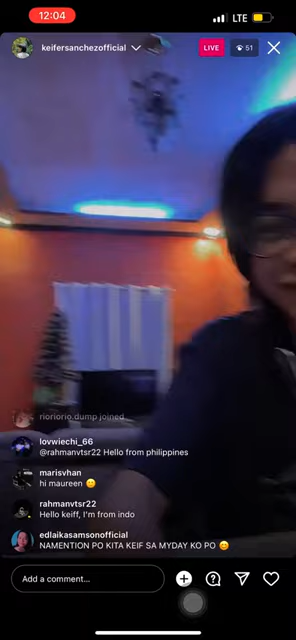 12:04
LTE
keifersanchezofficial
LIVE
51
rioriorio.dump joined
lovwiechi_66
@rahmanvtsr22 Hello from philippines
marisvhan
hi maureen 😊
rahmanvtsr22
Hello keiff, I'm from indo
edlaikasamsonofficial
NAMENTION PO KITA KEIF SA MYDAY KO PO 😊
Add a comment...